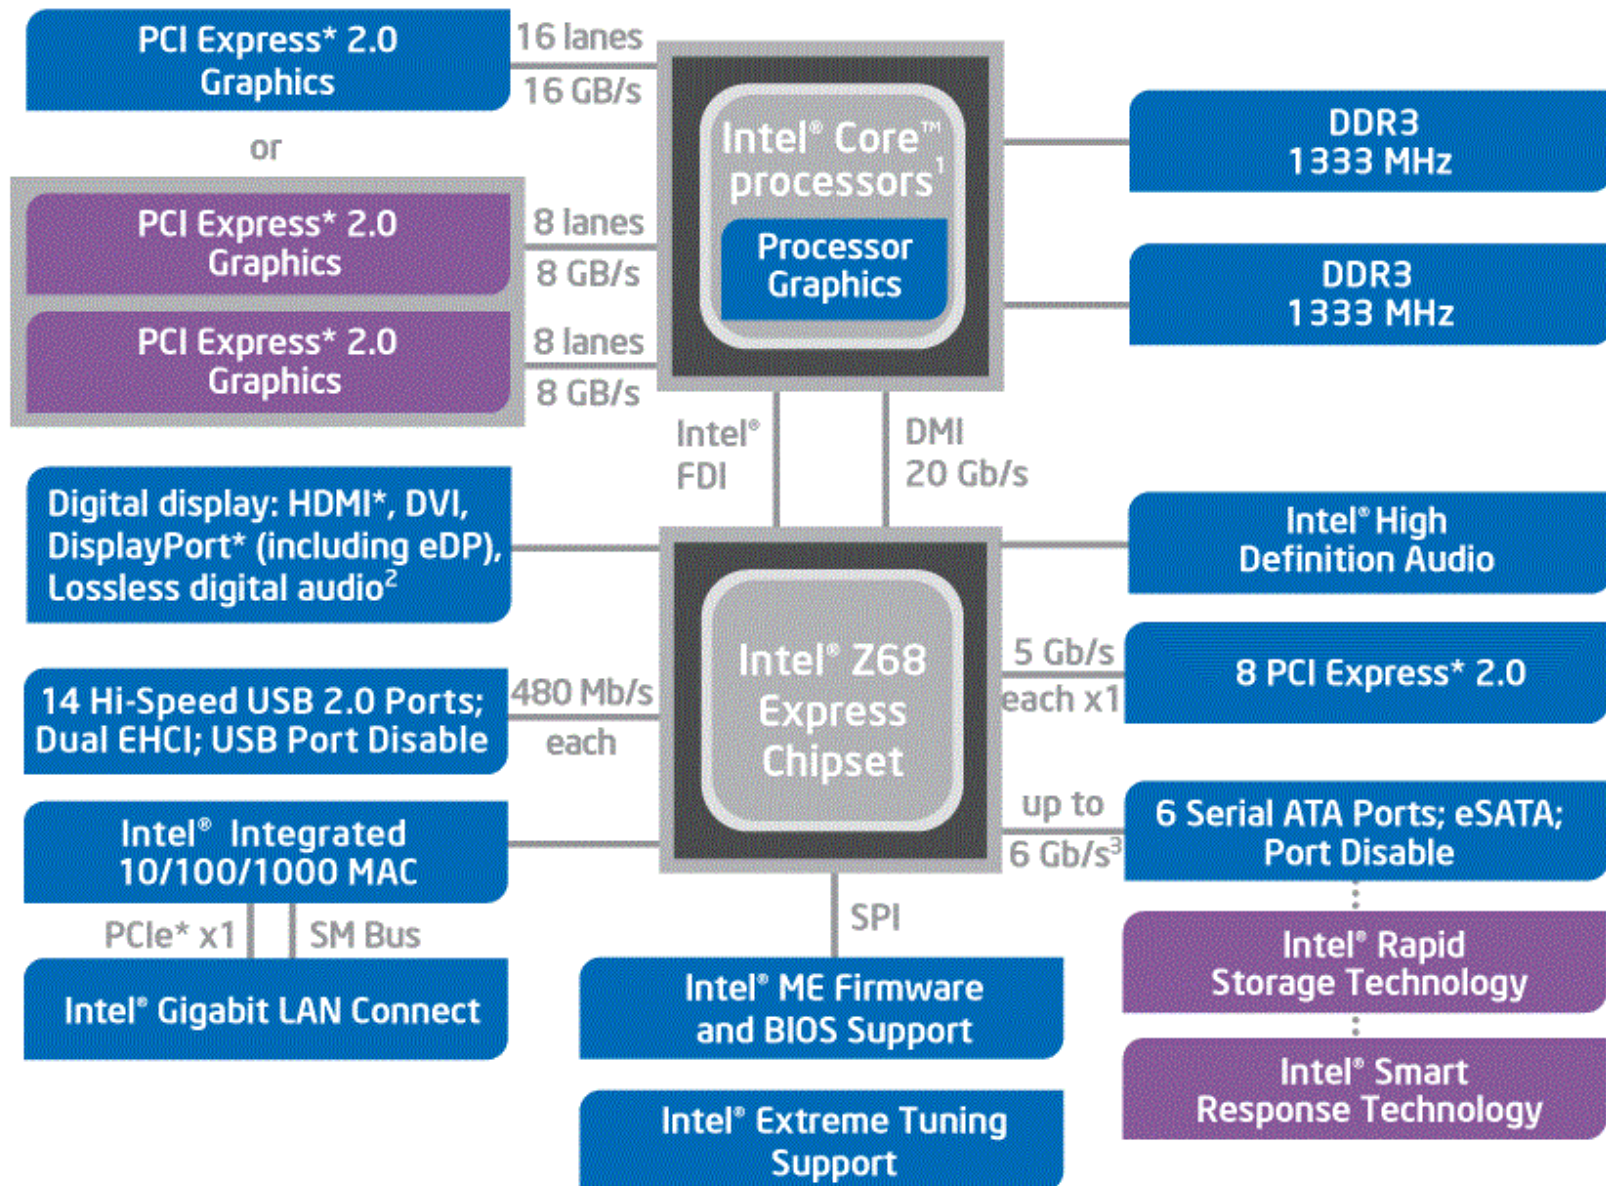 PCI Express* 2.0
Graphics
16 lanes
16 GB/s
or
PCI Express* 2.0
Graphics
8 lanes
8 GB/s
PCI Express* 2.0
Graphics
8 lanes
8 GB/s
Intel® Core™
processors¹
Processor
Graphics
DDR3
1333 MHz
DDR3
1333 MHz
Intel®
FDI
DMI
20 Gb/s
Digital display: HDMI*, DVI,
DisplayPort* (including eDP),
Lossless digital audio²
Intel® High
Definition Audio
Intel® Z68
Express
Chipset
5 Gb/s
each x1
8 PCI Express* 2.0
14 Hi-Speed USB 2.0 Ports;
Dual EHCI; USB Port Disable
480 Mb/s
each
up to
6 Gb/s³
6 Serial ATA Ports; eSATA;
Port Disable
Intel® Integrated
10/100/1000 MAC
PCIe* x1
SM Bus
SPI
Intel® Gigabit LAN Connect
Intel® ME Firmware
and BIOS Support
Intel® Rapid
Storage Technology
Intel® Smart
Response Technology
Intel® Extreme Tuning
Support